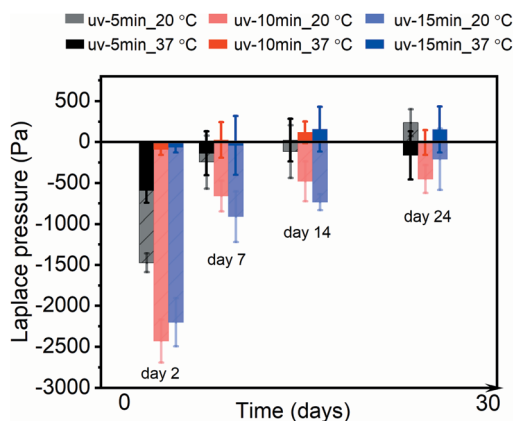 uv-5min_20 °C uv-10min_20 °C uv-15min_20 °C
uv-5min_37 °C uv-10min_37 °C uv-15min_37 °C
Laplace pressure (Pa)
500
0
-500
-1000
-1500
-2000
-2500
-3000
day 2
day 7
day 14
day 24
0 30
Time (days)